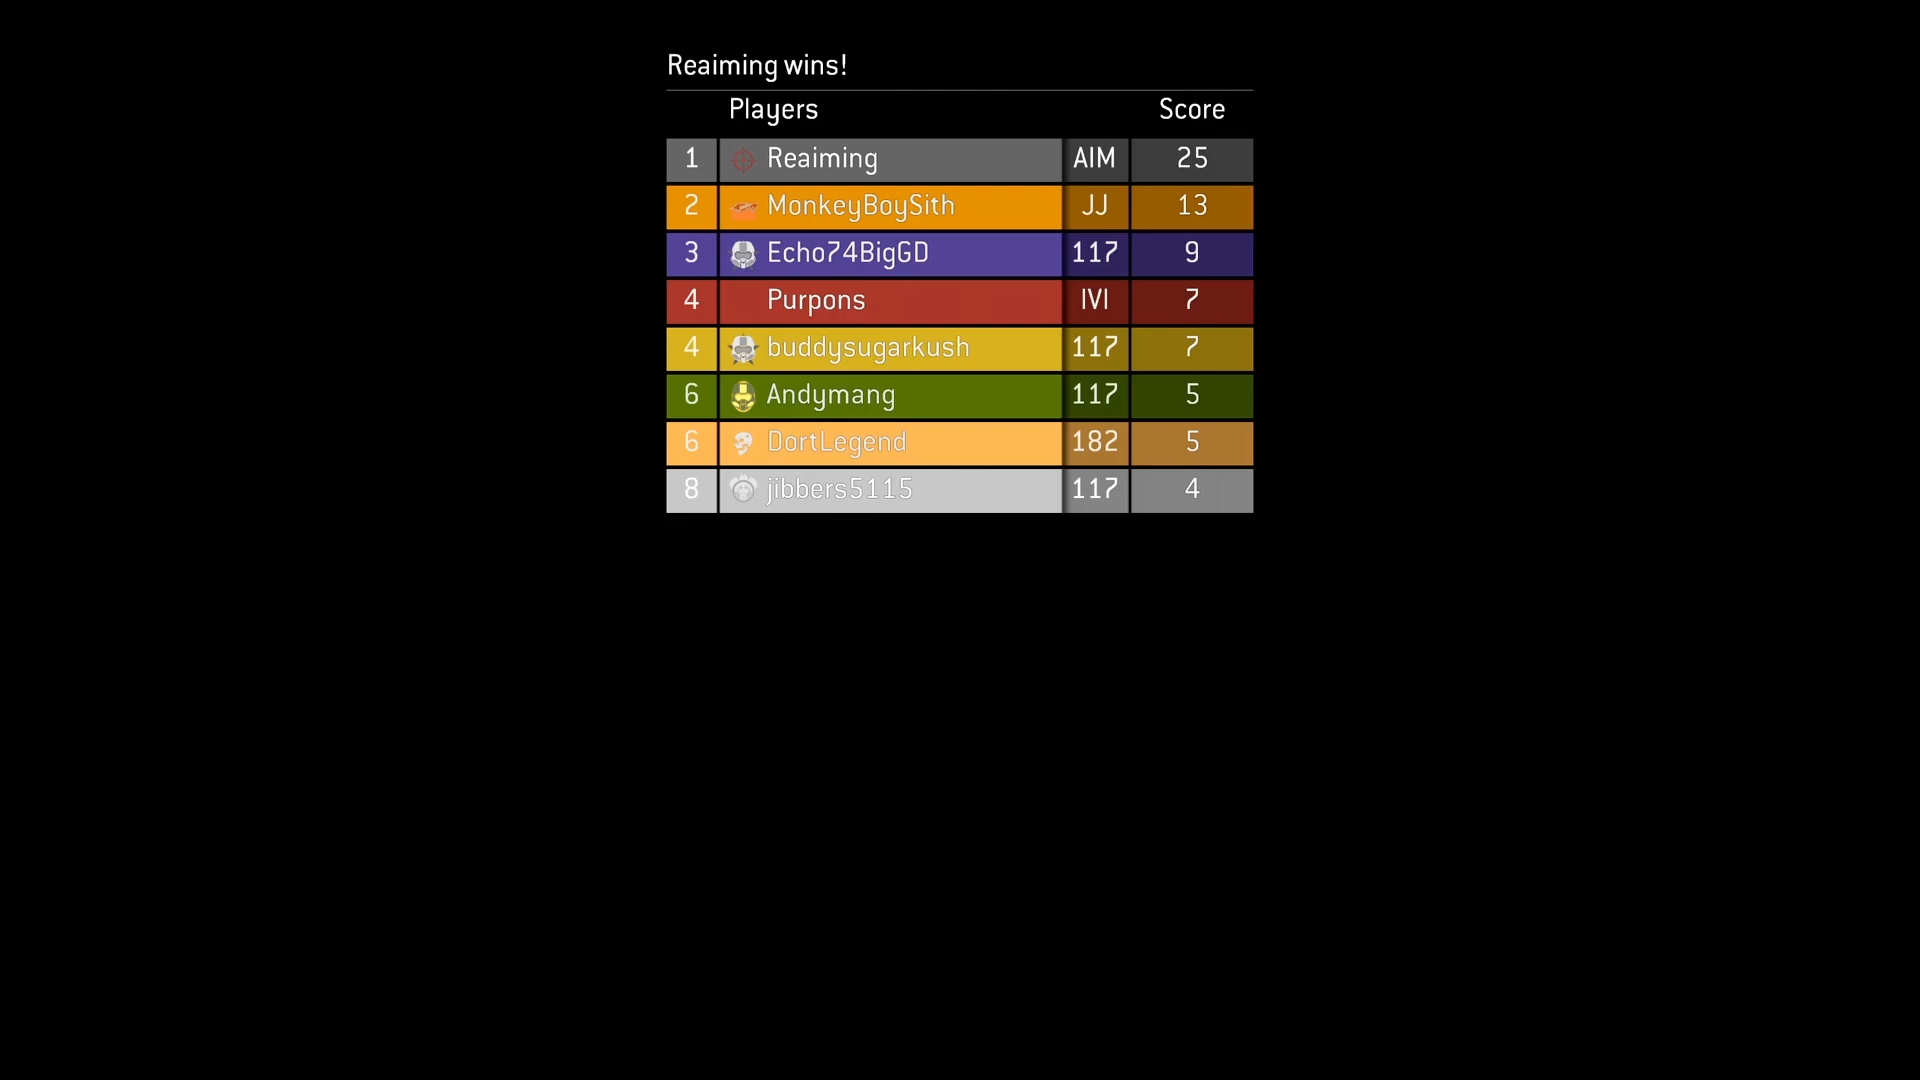 Reaiming wins!
Players Score
1 Reaiming AIM 25
2 MonkeyBoySith JJ 13
3 Echo74BigGD 117 9
4 Purpons IVI 7
4 buddysugarkush 117 7
6 Andymang 117 5
6 DortLegend 182 5
8 jibbers5115 117 4